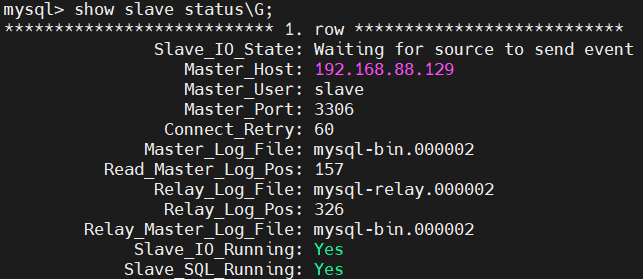 mysql> show slave status\G;
*************************** 1. row ***************************
Slave_IO_State: Waiting for source to send event
Master_Host: 192.168.88.129
Master_User: slave
Master_Port: 3306
Connect_Retry: 60
Master_Log_File: mysql-bin.000002
Read_Master_Log_Pos: 157
Relay_Log_File: mysql-relay.000002
Relay_Log_Pos: 326
Relay_Master_Log_File: mysql-bin.000002
Slave_IO_Running: Yes
Slave_SQL_Running: Yes